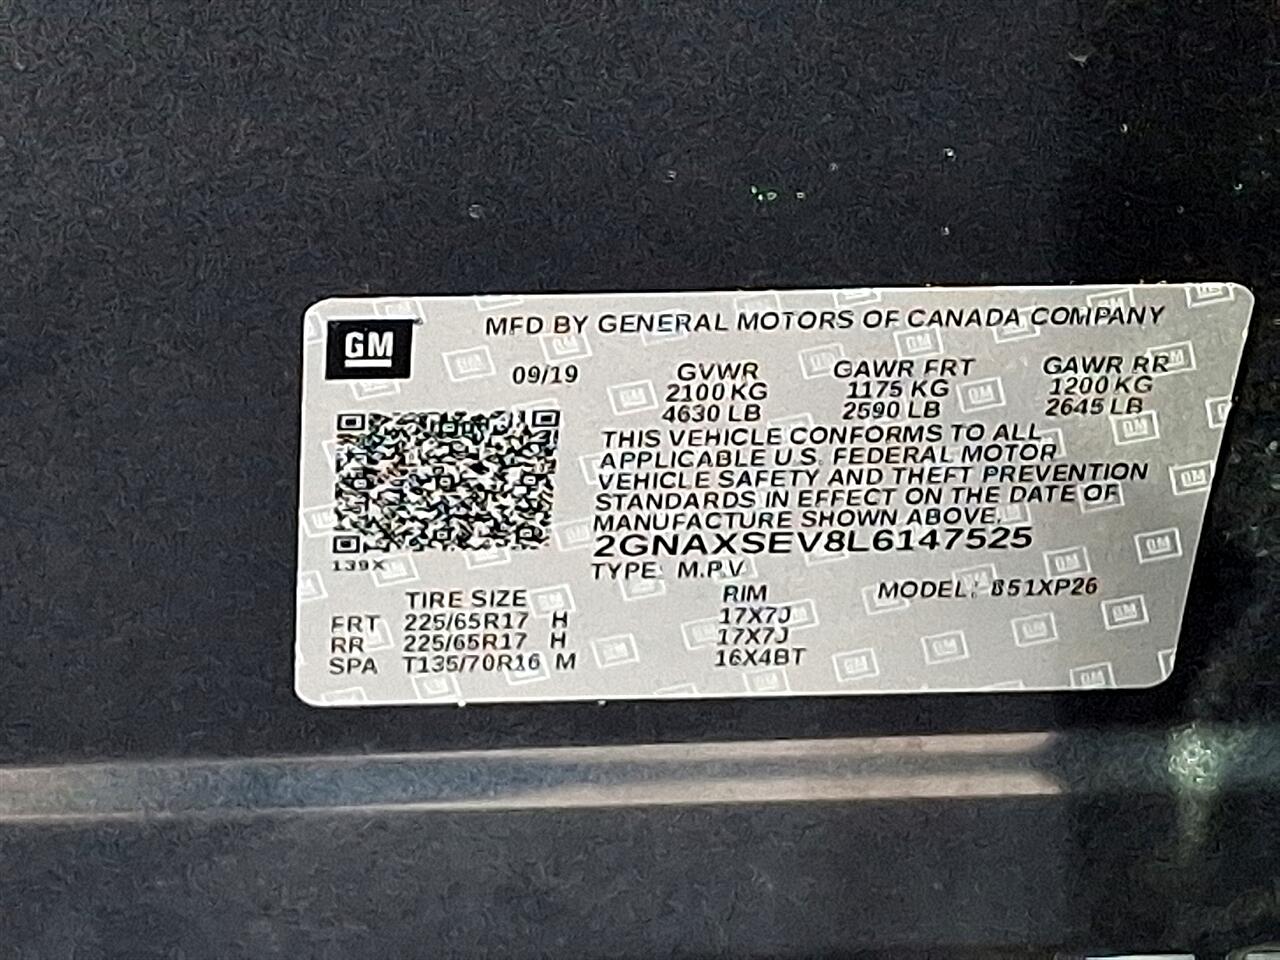 GM
MFD BY GENERAL MOTORS OF CANADA COMPANY
09/19 GVWR GAWR FRT GAWR RR
2100 KG 1175 KG 1200 KG
4630 LB 2590 LB 2645 LB
THIS VEHICLE CONFORMS TO ALL
APPLICABLE U.S. FEDERAL MOTOR
VEHICLE SAFETY AND THEFT PREVENTION
STANDARDS IN EFFECT ON THE DATE OF
MANUFACTURE SHOWN ABOVE.
2GNAXSEV8L6147525
139X
TYPE: M.P.V
TIRE SIZE RIM MODEL: B51XP26
FRT 225/65R17 H 17X7J
RR 225/65R17 H 17X7J
SPA T135/70R16 M 16X4BT